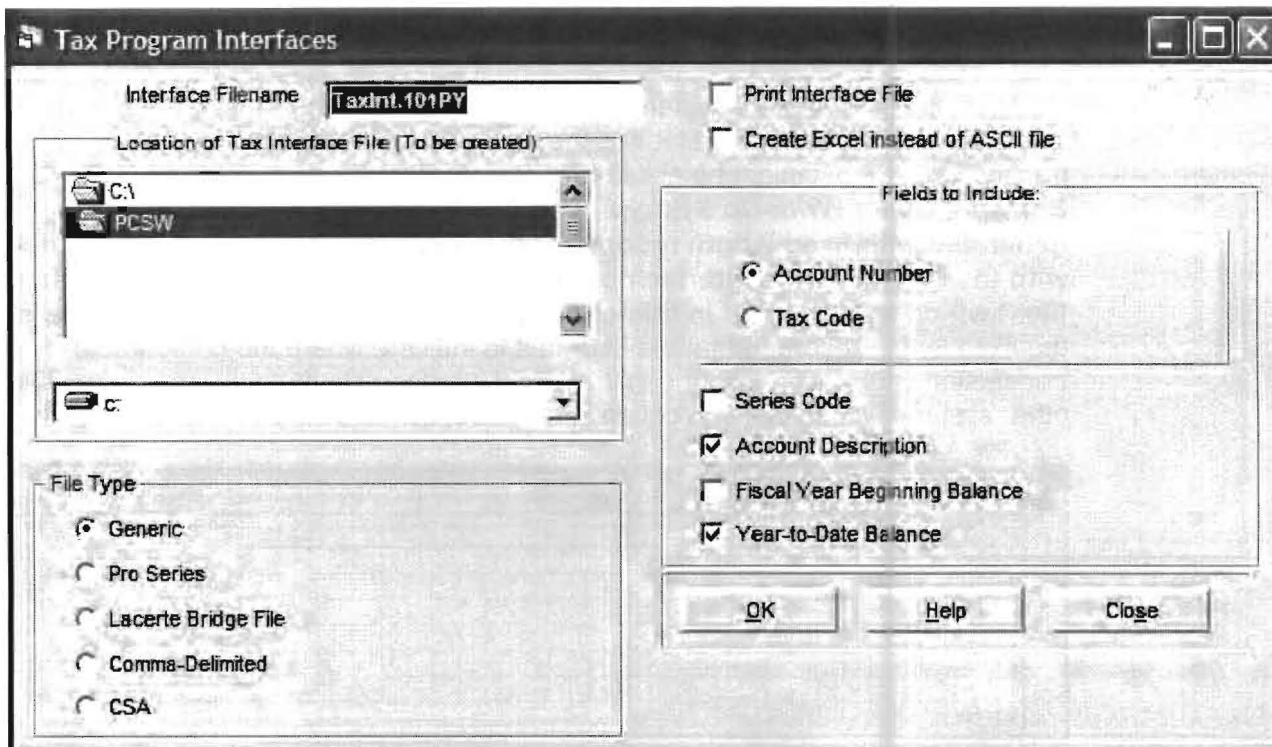 Tax Program Interfaces
Interface Filename TaxInt.101PY
Location of Tax Interface File (To be created)
C:\
PCSW
c:
File Type
Generic
Pro Series
Lacerte Bridge File
Comma-Delimited
CSA
Print Interface File
Create Excel instead of ASCII file
Fields to Include:
Account Number
Tax Code
Series Code
Account Description
Fiscal Year Beginning Balance
Year-to-Date Balance
OK Help Close